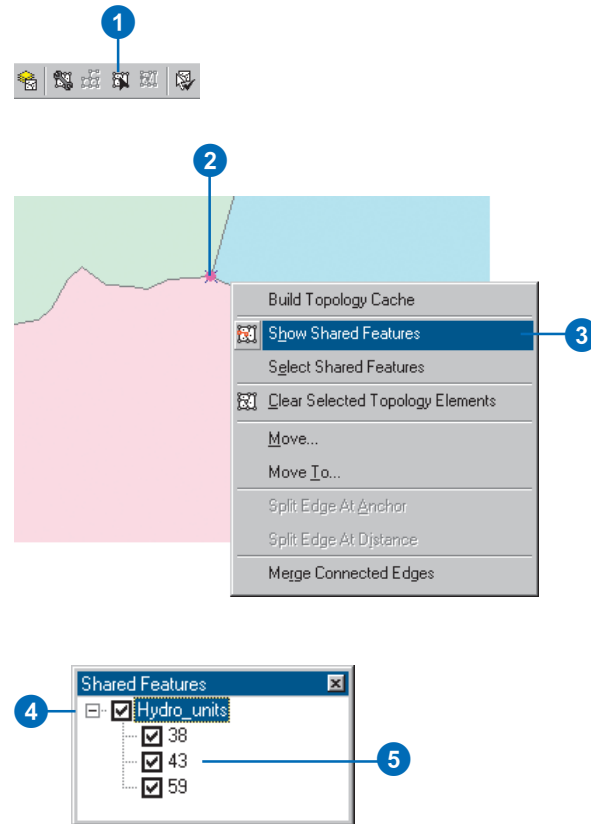 1
2
Build Topology Cache
Show Shared Features
3
Select Shared Features
Clear Selected Topology Elements
Move...
Move To...
Split Edge At Anchor
Split Edge At Distance
Merge Connected Edges
Shared Features
4
Hydro_units
38
43
5
59